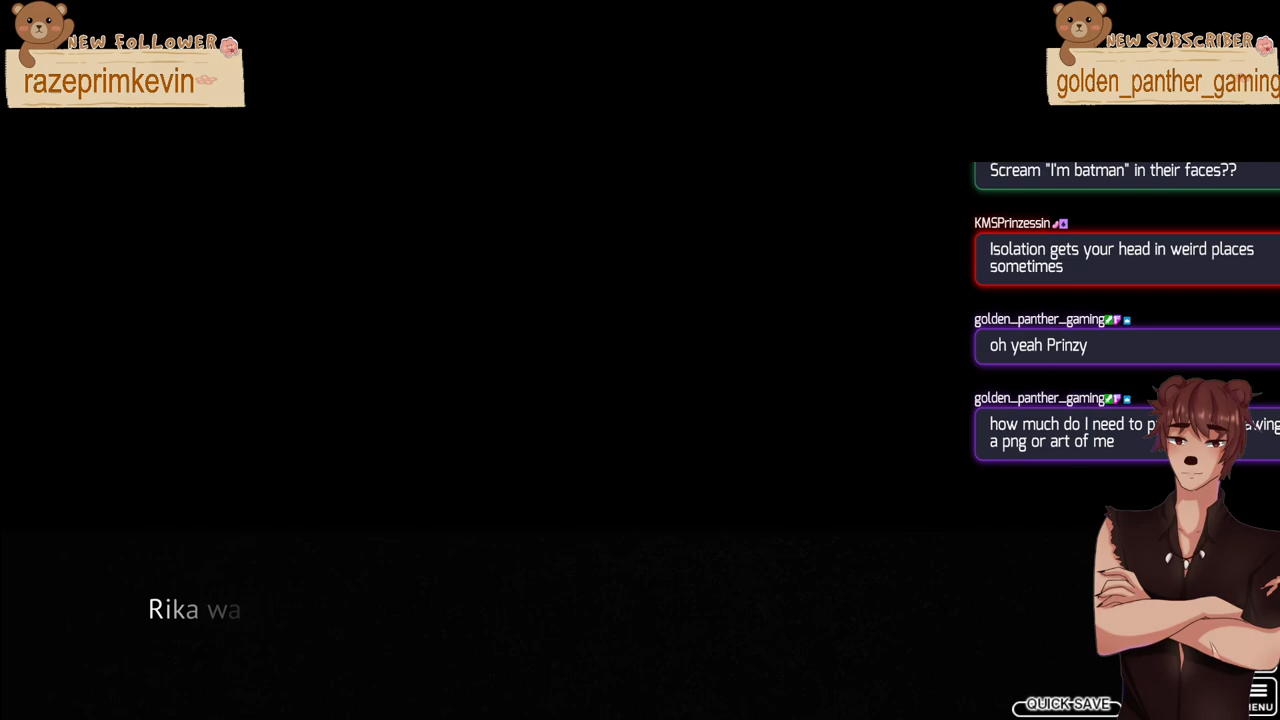 NEW FOLLOWER
razeprimkevin
NEW SUBSCRIBER
golden_panther_gaming
Scream "I'm batman" in their faces??
KMSPrinzessin
Isolation gets your head in weird places
sometimes
golden_panther_gaming
oh yeah Prinzy
golden_panther_gaming
how much do I need to
a png or art of me
Rika wa
QUICK SAVE
MENU